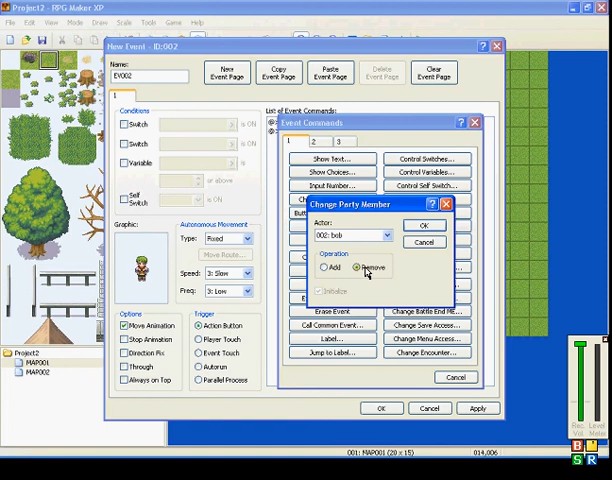 Project2 - RPG Maker XP
File Edit View Mode Draw Scale Tools Game Help
New Event - ID:002
Name:
EV002
New Event Page
Copy Event Page
Paste Event Page
Delete Event Page
Clear Event Page
1
Conditions
Switch is ON
Switch is ON
Variable is
or above
Self Switch is ON
Graphic:
Autonomous Movement
Type: Fixed
Move Route...
Speed: 3: Slow
Freq: 3: Low
Options
Move Animation
Stop Animation
Direction Fix
Through
Always on Top
Trigger
Action Button
Player Touch
Event Touch
Autorun
Parallel Process
List of Event Commands:
@>
@>
Event Commands
1 2 3
Show Text... Control Switches...
Show Choices... Control Variables...
Input Number... Control Self Switch...
Change Party Member
Actor:
002: bob
OK
Cancel
Operation
Add Remove
Initialize
Erase Event Change Battle End ME...
Call Common Event... Change Save Access...
Label... Change Menu Access...
Jump to Label... Change Encounter...
Cancel
OK Cancel Apply
Project2
MAP001
MAP002
001: MAP001 (20 x 15) 014,006
Rec. Vol
Level Meter
B R
S R